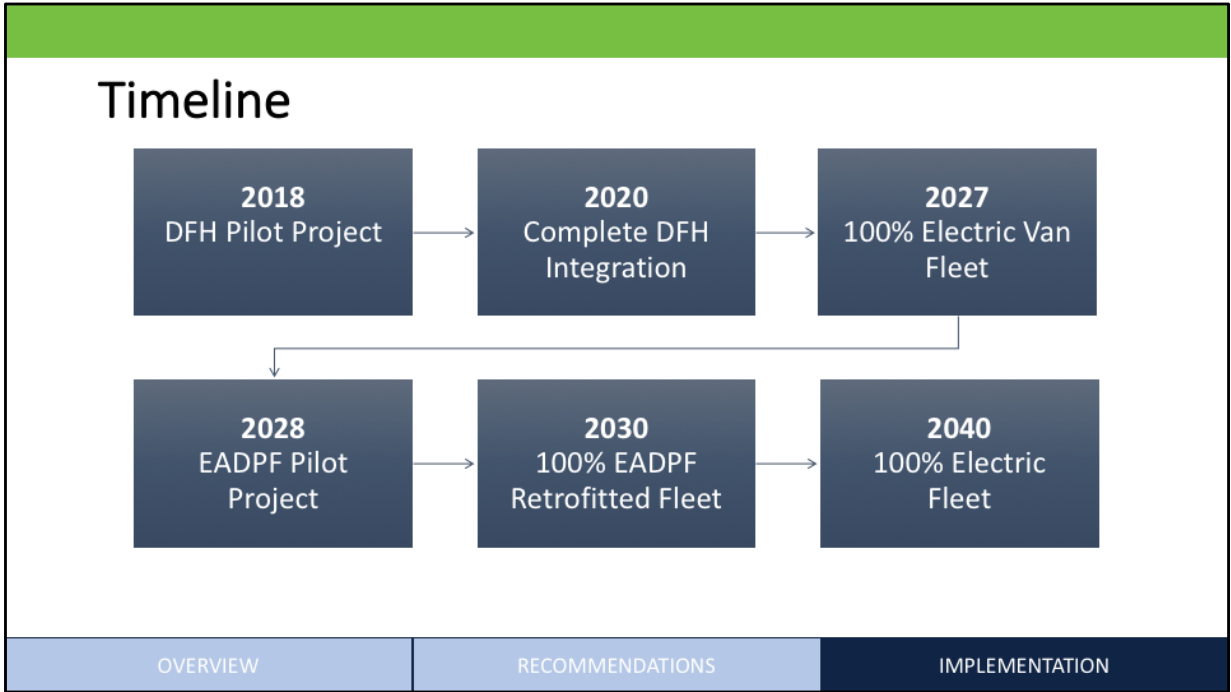 Timeline
2018
DFH Pilot Project
2020
Complete DFH
Integration
2027
100% Electric Van
Fleet
2028
EADPF Pilot
Project
2030
100% EADPF
Retrofitted Fleet
2040
100% Electric
Fleet
OVERVIEW
RECOMMENDATIONS
IMPLEMENTATION